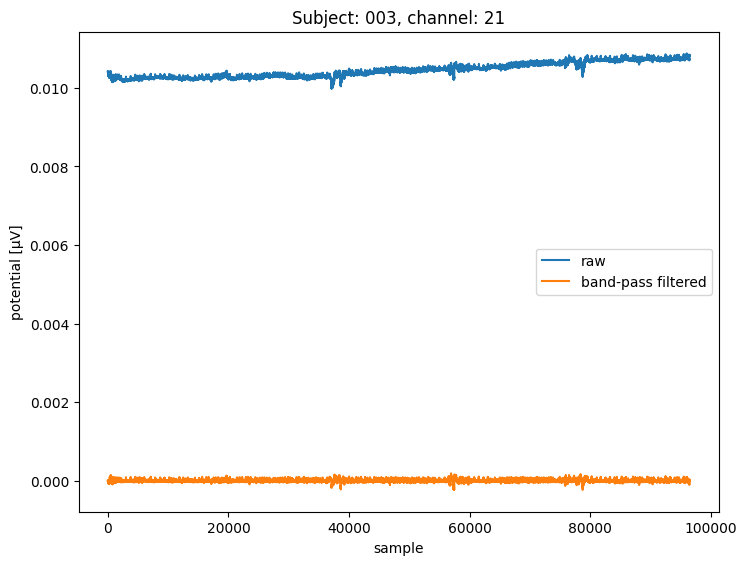 Subject: 003, channel: 21
potential [µV]
0.010
0.008
0.006
0.004
0.002
0.000
raw
band-pass filtered
0
20000
40000
60000
80000
100000
sample